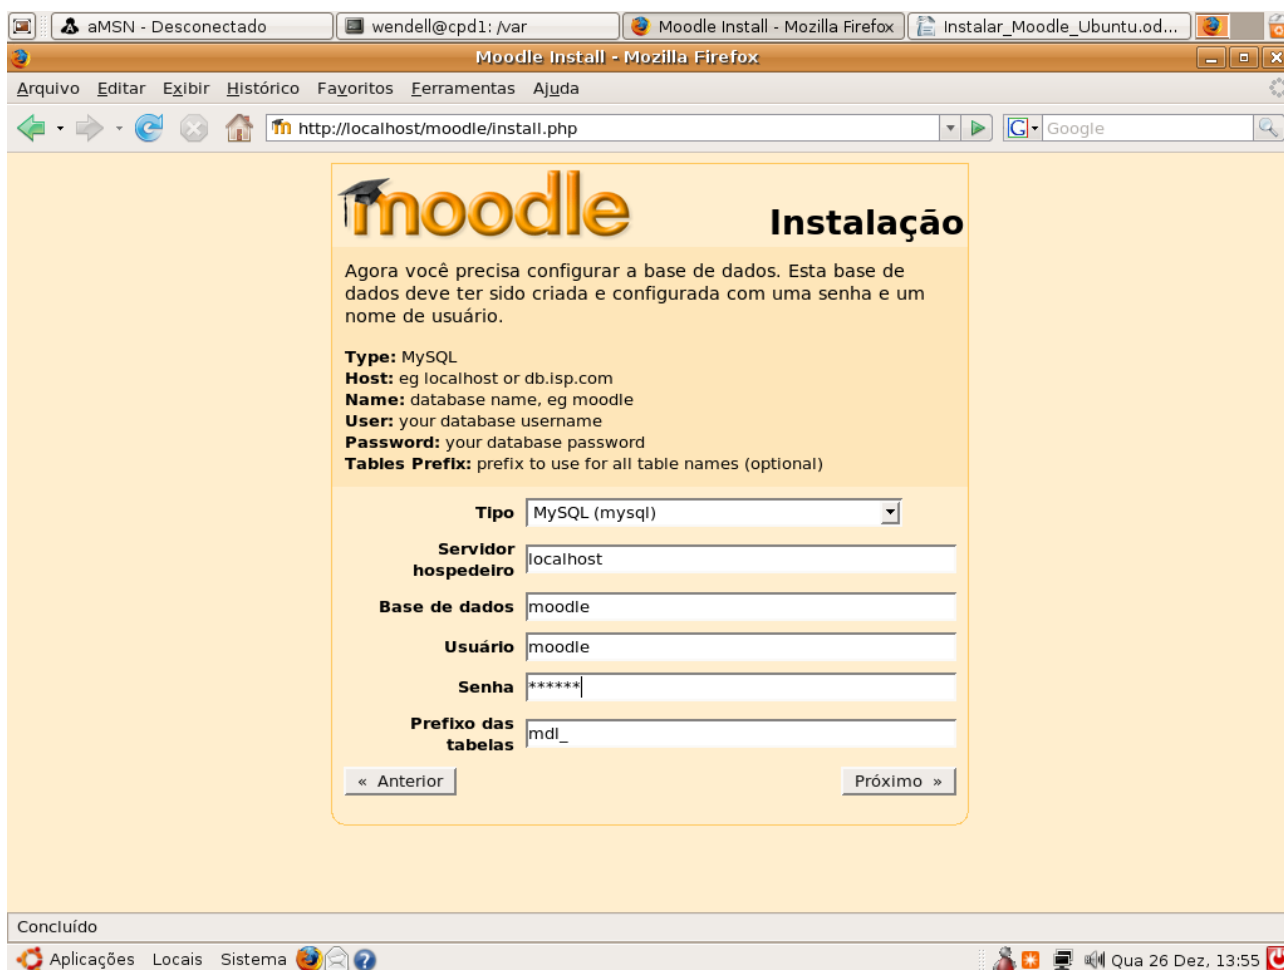 aMSN - Desconectado
wendell@cpd1: /var
Moodle Install - Mozilla Firefox
Instalar_Moodle_Ubuntu.od...
Moodle Install - Mozilla Firefox
Arquivo Editar Exibir Histórico Favoritos Ferramentas Ajuda
http://localhost/moodle/install.php
G
Google
moodle
Instalação
Agora você precisa configurar a base de dados. Esta base de
dados deve ter sido criada e configurada com uma senha e um
nome de usuário.
Type: MySQL
Host: eg localhost or db.isp.com
Name: database name, eg moodle
User: your database username
Password: your database password
Tables Prefix: prefix to use for all table names (optional)
Tipo
MySQL (mysql)
Servidor
hospedeiro
localhost
Base de dados
moodle
Usuário
moodle
Senha
******
Prefixo das
tabelas
mdl_
« Anterior
Próximo »
Concluído
Aplicações Locais Sistema
Qua 26 Dez, 13:55